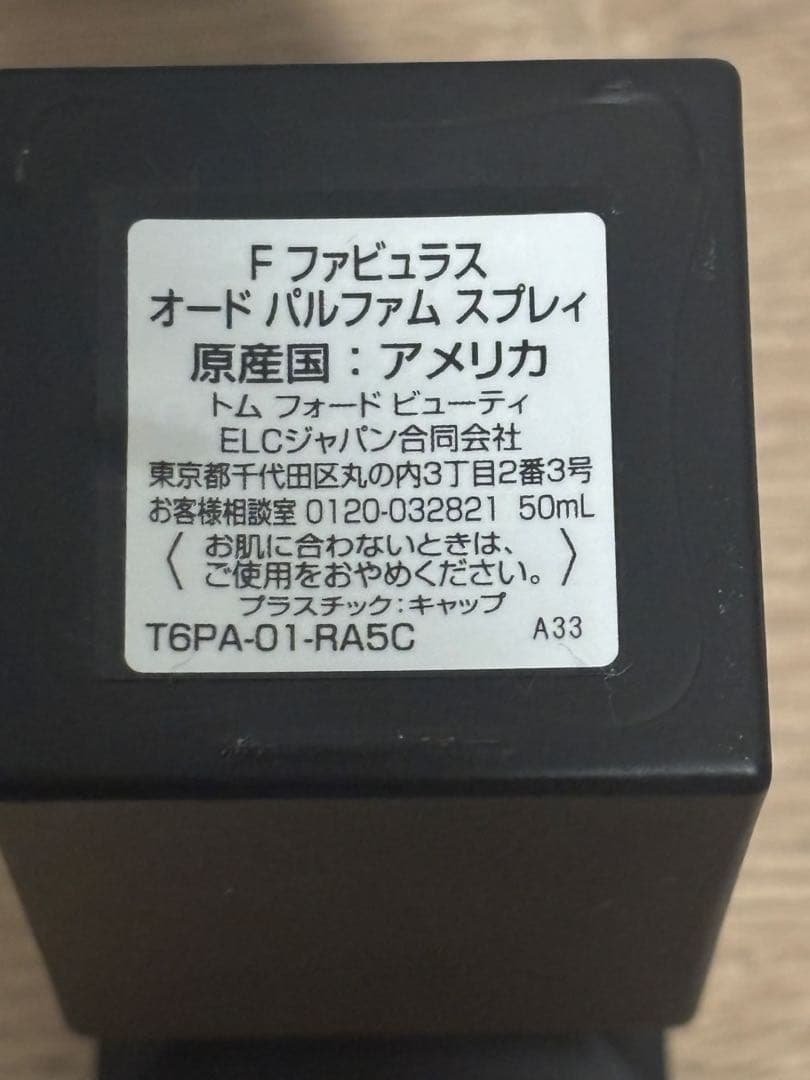 F ファビュラス
オード パルファム スプレィ
原産国：アメリカ
トム フォード ビューティ
ELCジャパン合同会社
東京都千代田区丸の内3丁目2番3号
お客様相談室 0120-032821 50mL
〈お肌に合わないときは、
ご使用をおやめください。〉
プラスチック：キャップ
T6PA-01-RA5C A33